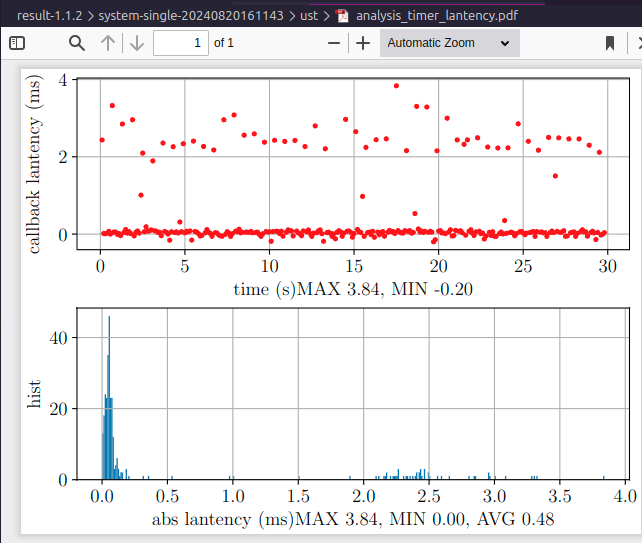 result-1.1.2 > system-single-20240820161143 > ust > analysis_timer_lantency.pdf
1 of 1 Automatic Zoom
callback lantency (ms)
4
2
0
0 5 10 15 20 25 30
time (s)MAX 3.84, MIN -0.20
hist
40
20
0
0.0 0.5 1.0 1.5 2.0 2.5 3.0 3.5 4.0
abs lantency (ms)MAX 3.84, MIN 0.00, AVG 0.48